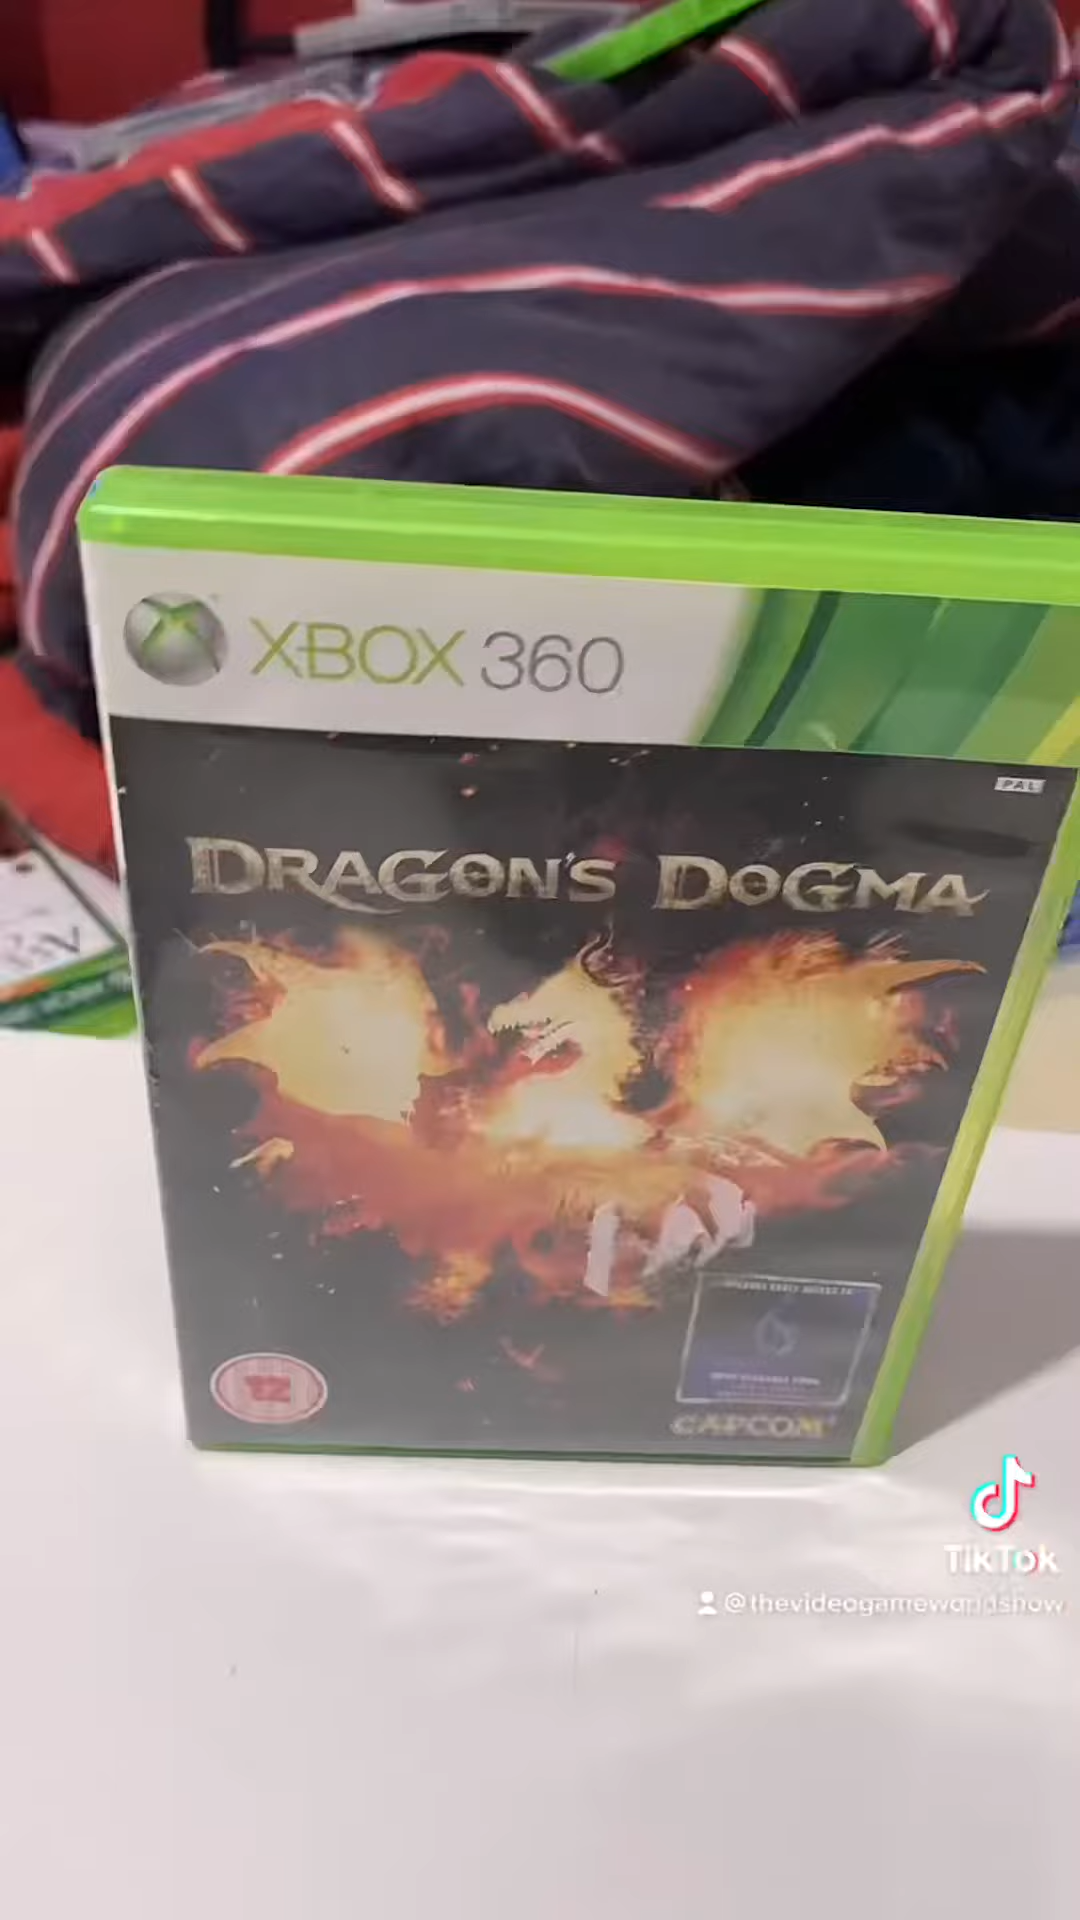 XBOX 360
PAL
DRAGON'S DOGMA
12
CAPCOM
TikTok
@thevideogameworldshow